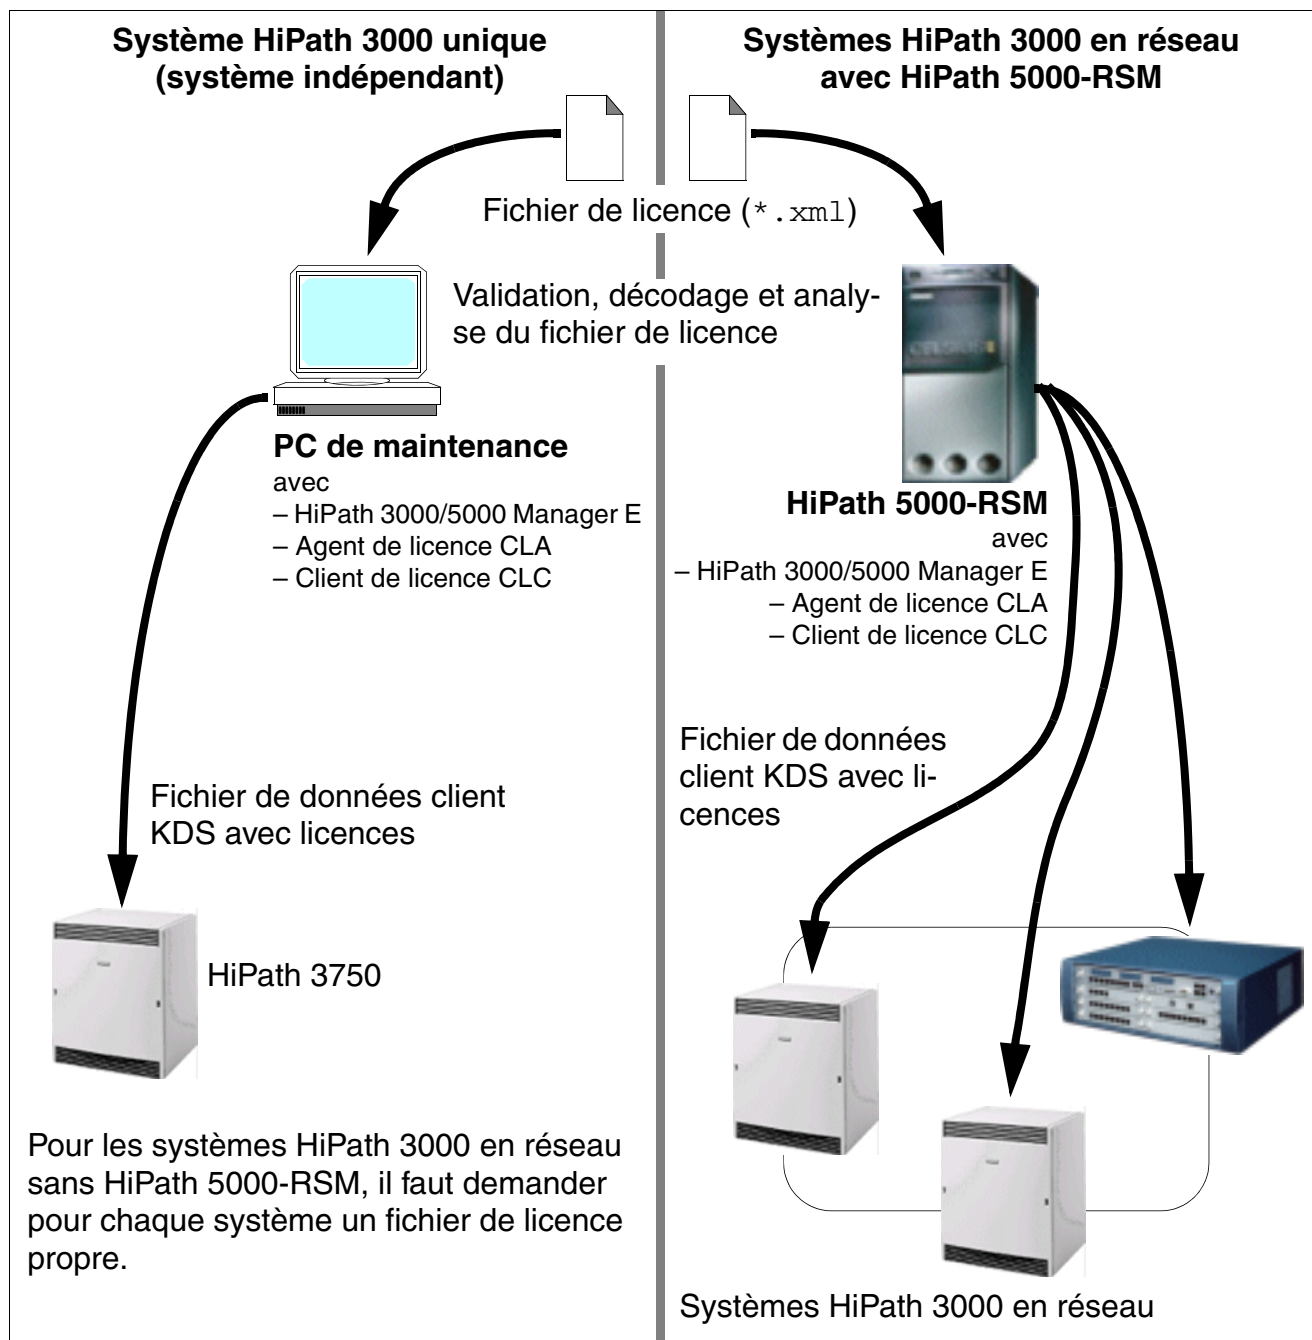 Système HiPath 3000 unique
(système indépendant)
Systèmes HiPath 3000 en réseau
avec HiPath 5000-RSM
Fichier de licence (*.xml)
Validation, décodage et analy-
se du fichier de licence
PC de maintenance
avec
– HiPath 3000/5000 Manager E
– Agent de licence CLA
– Client de licence CLC
HiPath 5000-RSM
avec
– HiPath 3000/5000 Manager E
– Agent de licence CLA
– Client de licence CLC
Fichier de données client
KDS avec licences
Fichier de données
client KDS avec li-
cences
HiPath 3750
Pour les systèmes HiPath 3000 en réseau
sans HiPath 5000-RSM, il faut demander
pour chaque système un fichier de licence
propre.
Systèmes HiPath 3000 en réseau